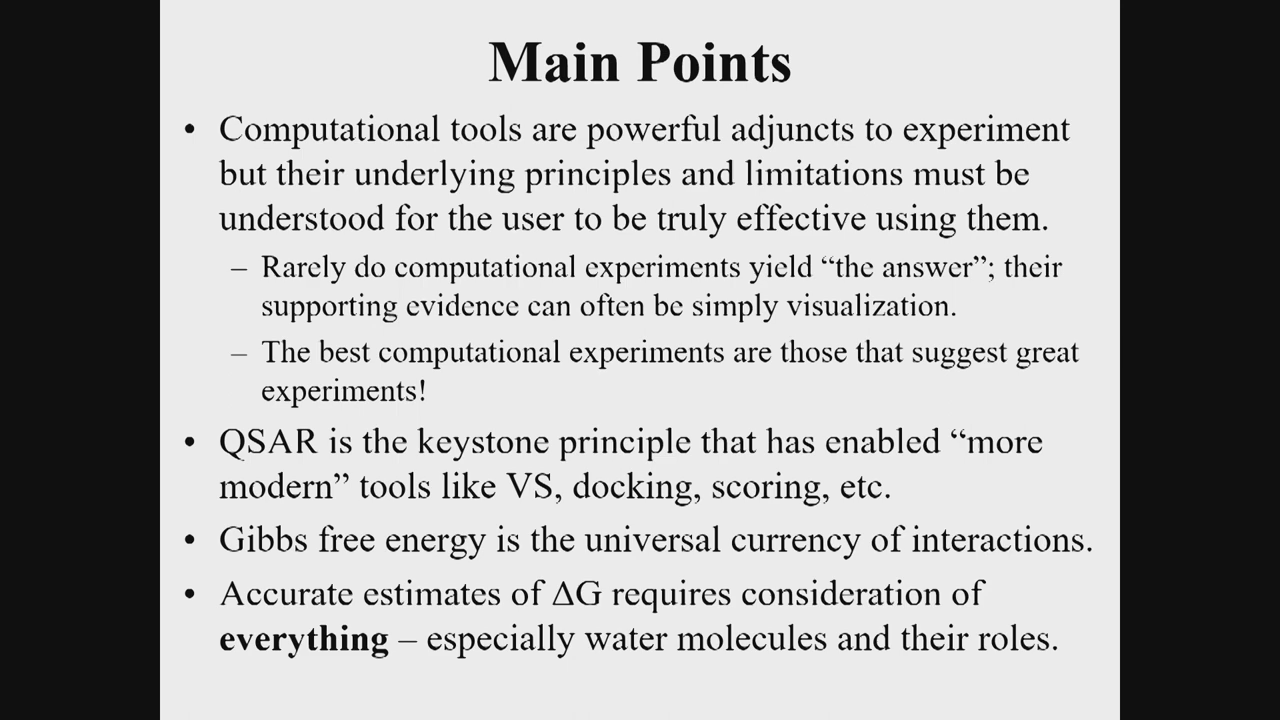 Main Points
• Computational tools are powerful adjuncts to experiment
but their underlying principles and limitations must be
understood for the user to be truly effective using them.
– Rarely do computational experiments yield “the answer”; their
supporting evidence can often be simply visualization.
– The best computational experiments are those that suggest great
experiments!
• QSAR is the keystone principle that has enabled “more
modern” tools like VS, docking, scoring, etc.
• Gibbs free energy is the universal currency of interactions.
• Accurate estimates of ΔG requires consideration of
everything – especially water molecules and their roles.